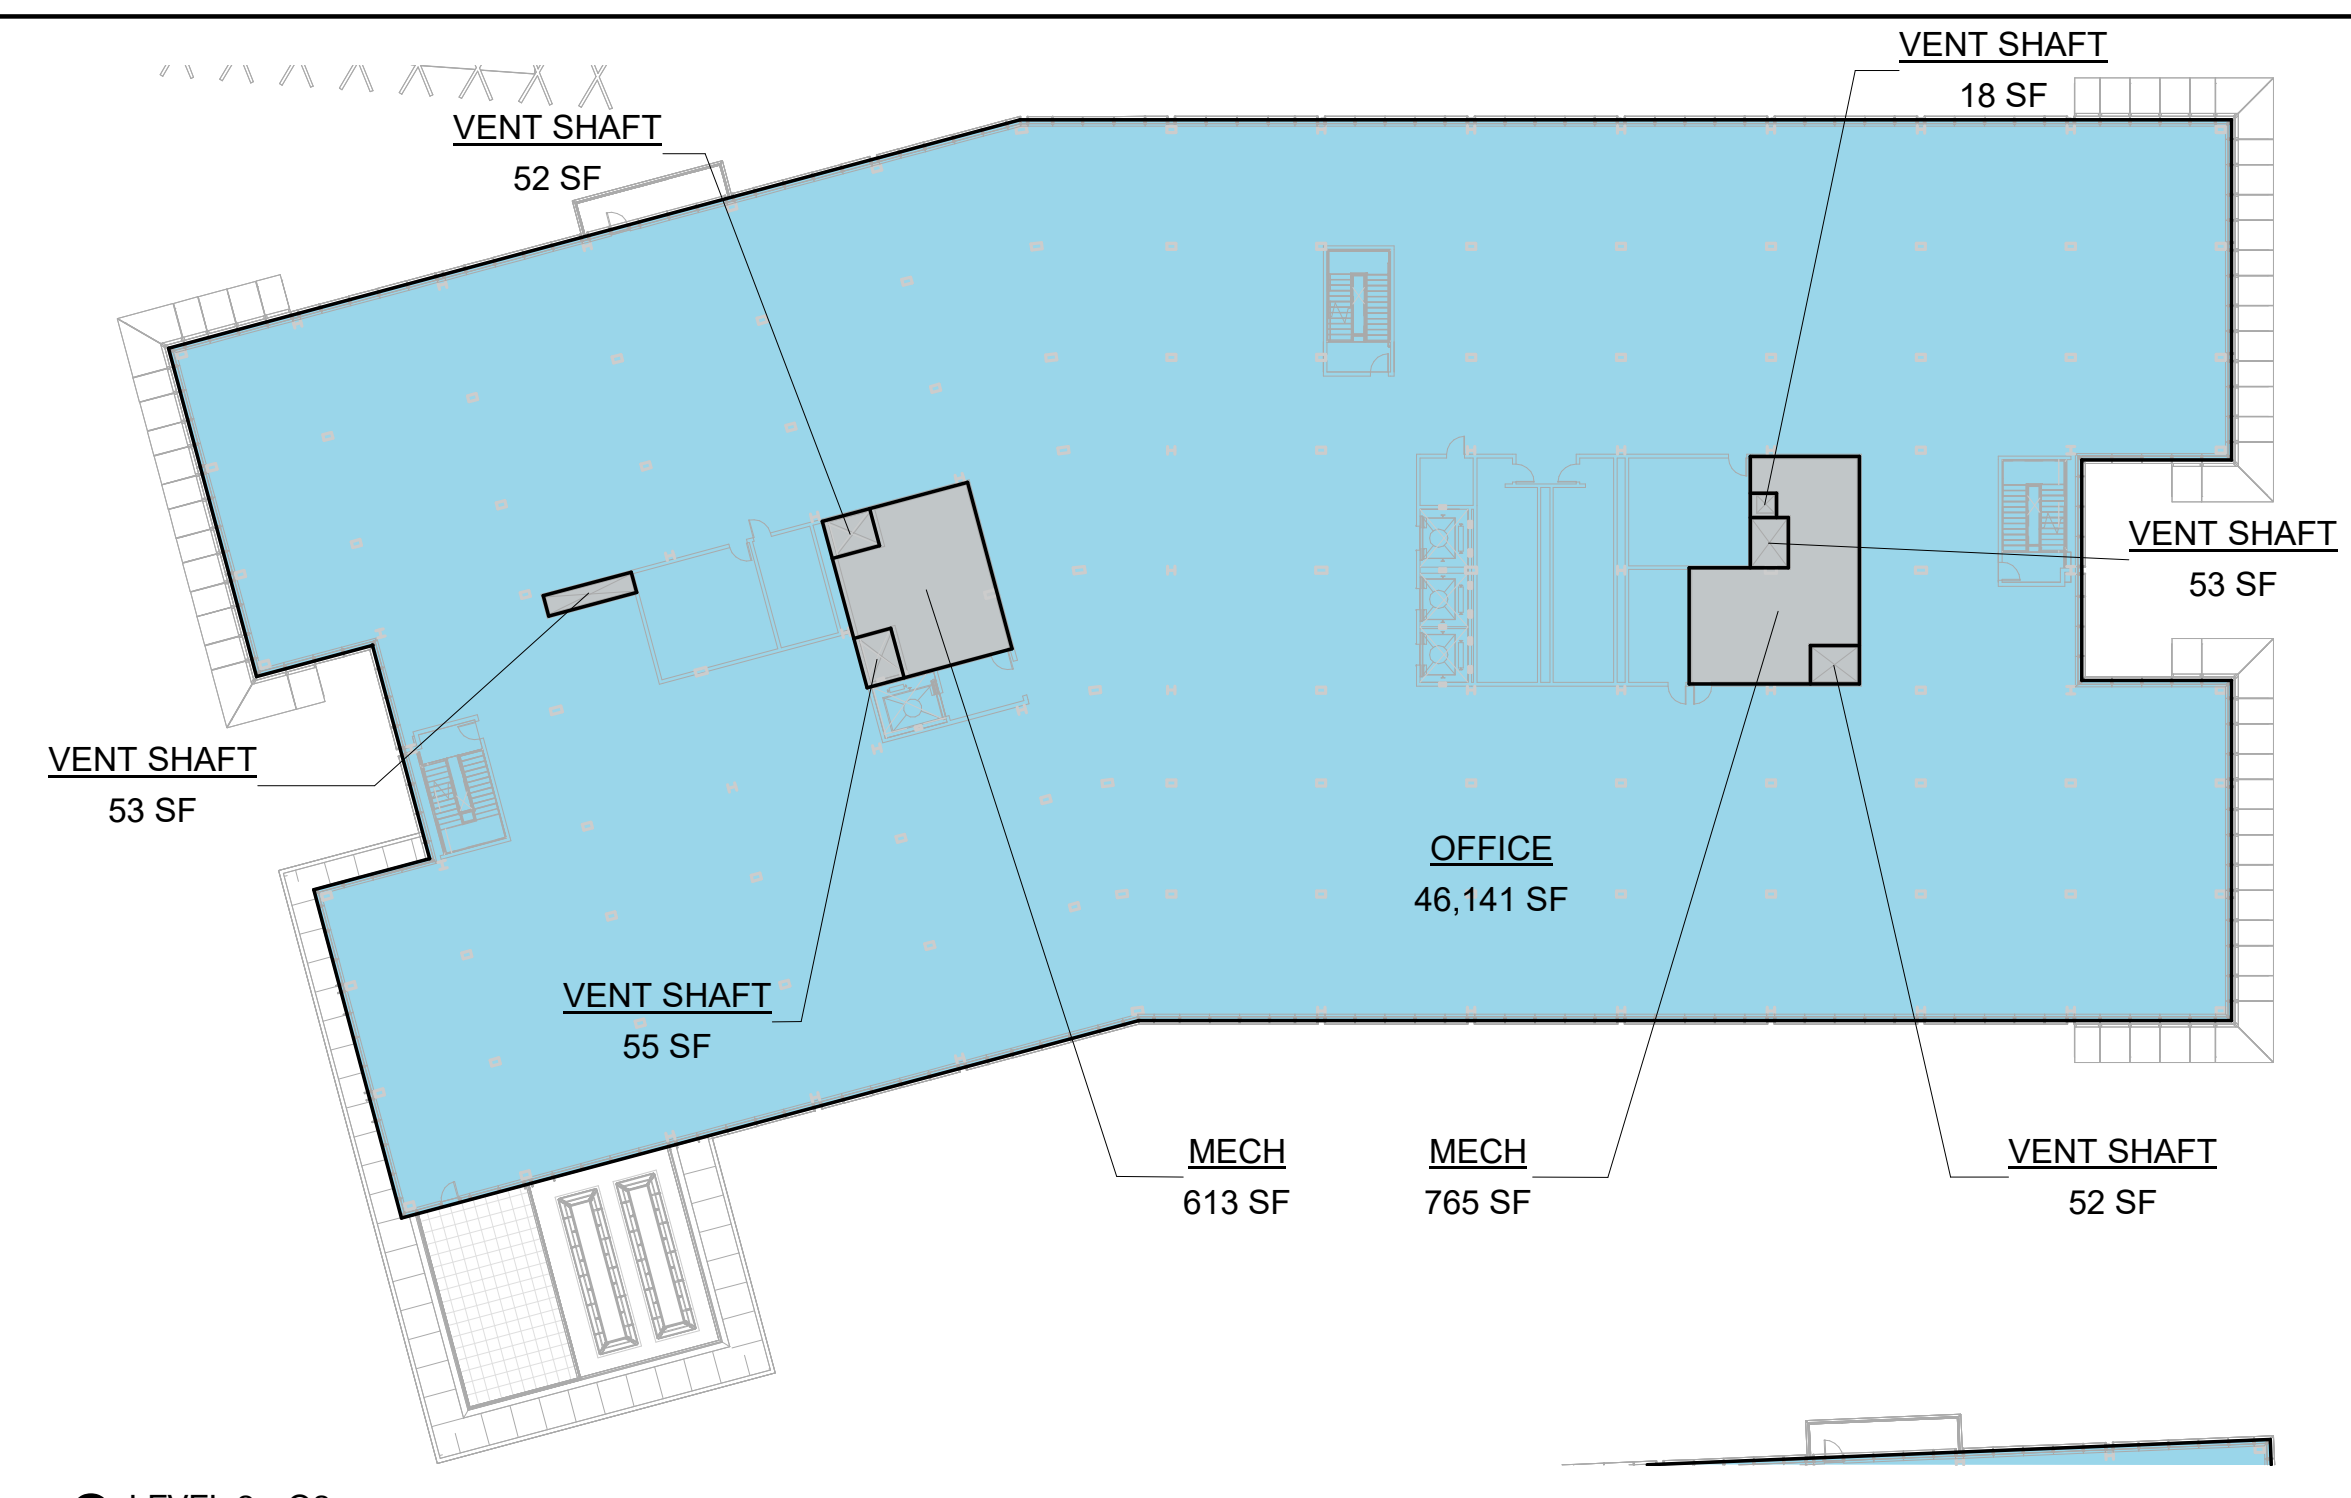 VENT SHAFT
18 SF
VENT SHAFT
52 SF
VENT SHAFT
53 SF
VENT SHAFT
53 SF
OFFICE
46,141 SF
VENT SHAFT
55 SF
MECH
613 SF
MECH
765 SF
VENT SHAFT
52 SF